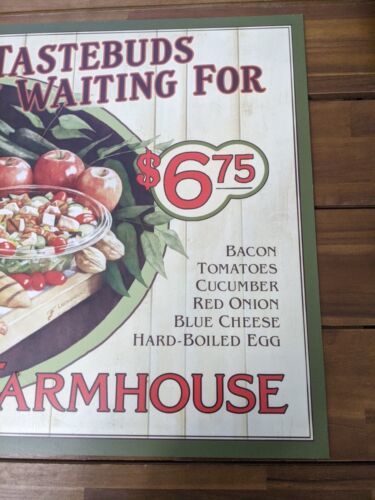 TASTEBUDS
WAITING FOR
$6.75
BACON
TOMATOES
CUCUMBER
RED ONION
BLUE CHEESE
HARD-BOILED EGG
FARMHOUSE